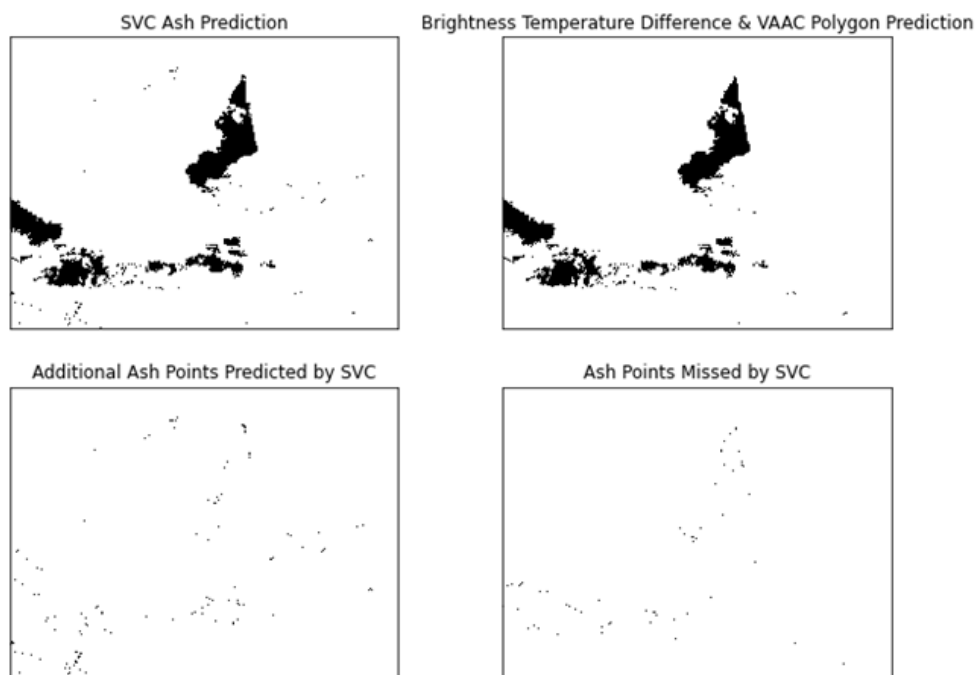 SVC Ash Prediction
Brightness Temperature Difference & VAAC Polygon Prediction
Additional Ash Points Predicted by SVC
Ash Points Missed by SVC